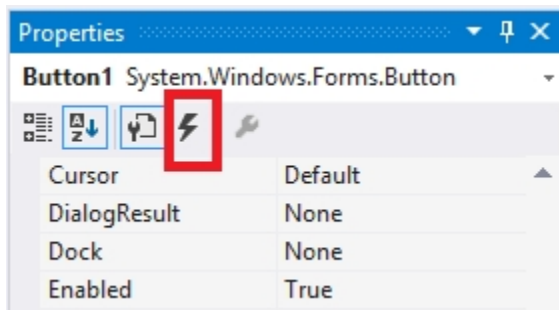 Properties
Button1 System.Windows.Forms.Button
A
Z
Cursor Default
DialogResult None
Dock None
Enabled True